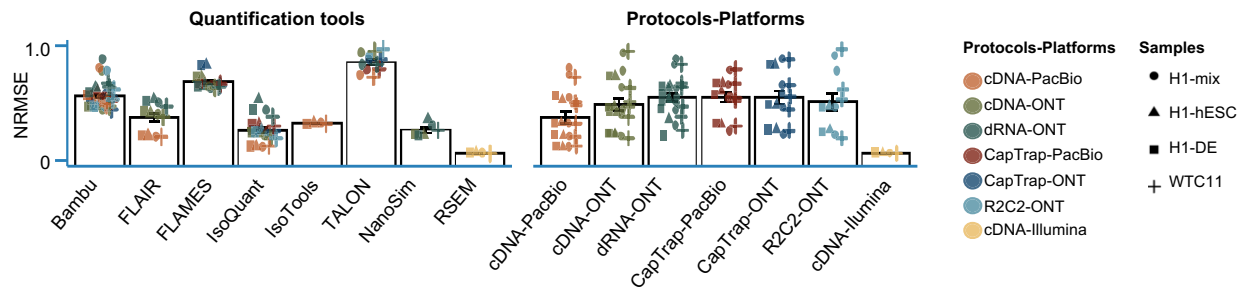 Quantification tools
Protocols-Platforms
NRMSE
1.0
0
Bambu
FLAIR
FLAMES
IsoQuant
IsoTools
TALON
NanoSim
RSEM
cDNA-PacBio
cDNA-ONT
dRNA-ONT
CapTrap-PacBio
CapTrap-ONT
R2C2-ONT
cDNA-Ilumina
Protocols-Platforms
cDNA-PacBio
cDNA-ONT
dRNA-ONT
CapTrap-PacBio
CapTrap-ONT
R2C2-ONT
cDNA-Illumina
Samples
H1-mix
H1-hESC
H1-DE
WTC11